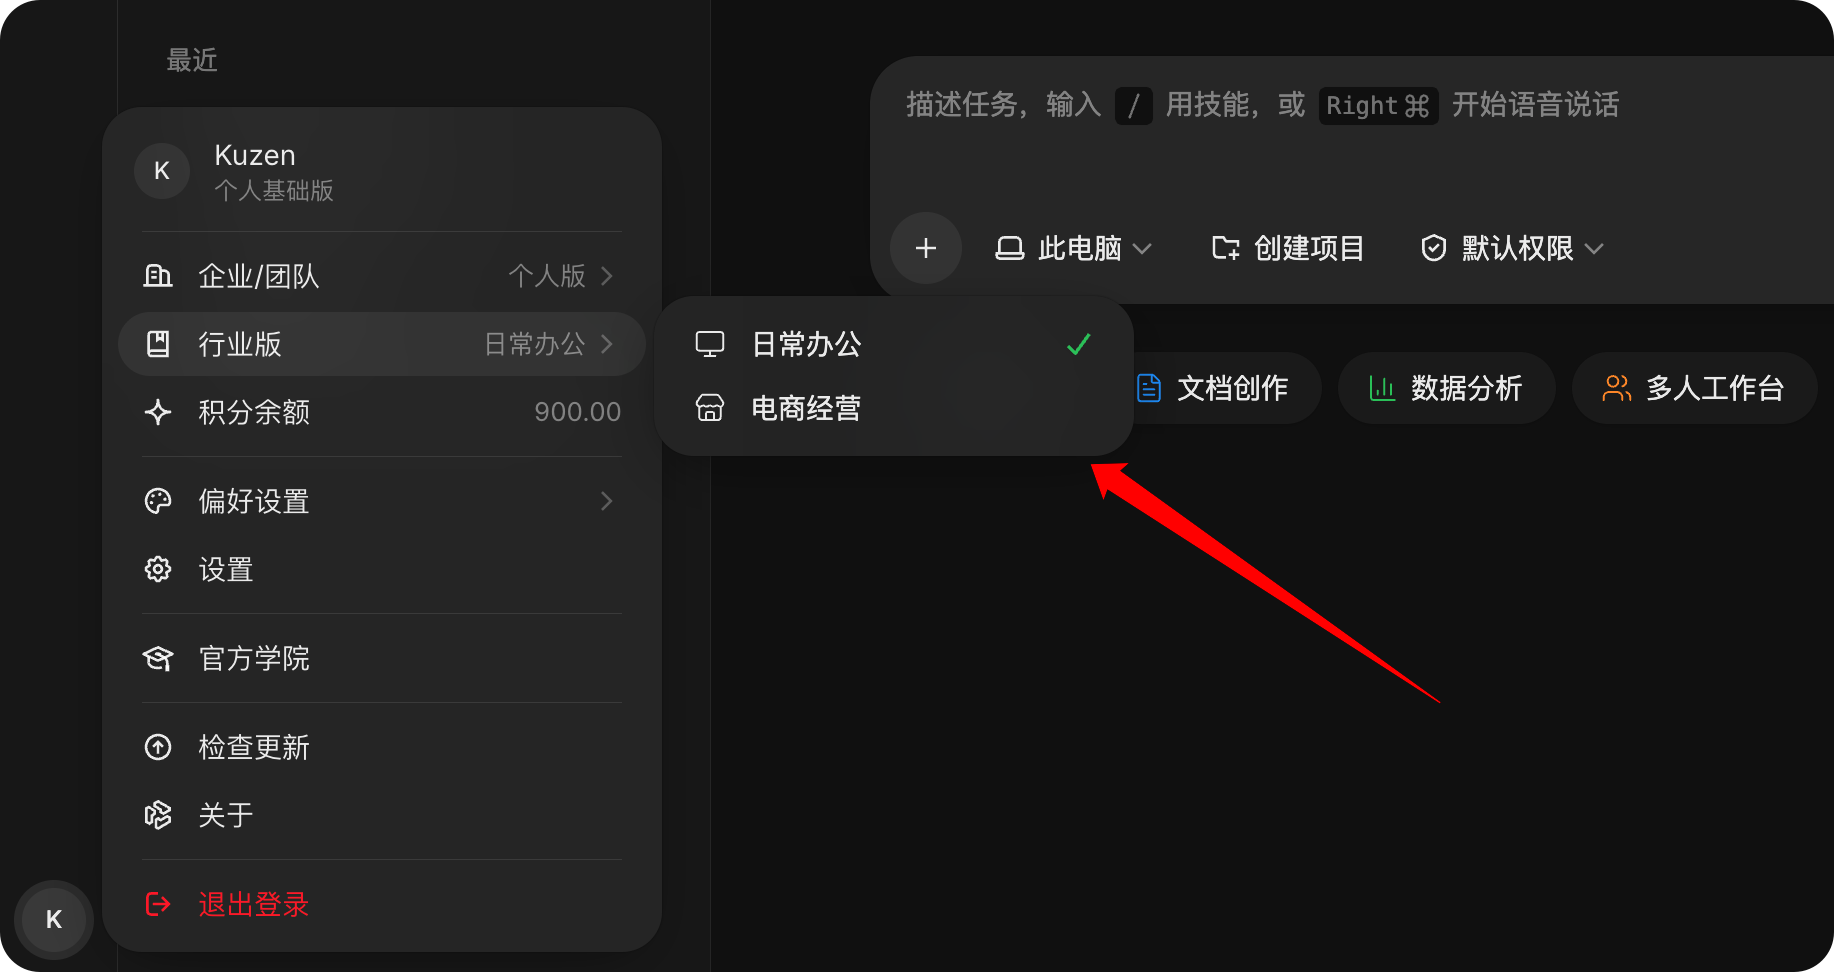 最近
K
Kuzen
个人基础版
企业/团队 个人版
行业版 日常办公
积分余额 900.00
偏好设置
设置
官方学院
检查更新
关于
退出登录
K
日常办公
电商经营
描述任务，输入 / 用技能，或 Right⌘ 开始语音说话
此电脑 创建项目 默认权限
文档创作 数据分析 多人工作台